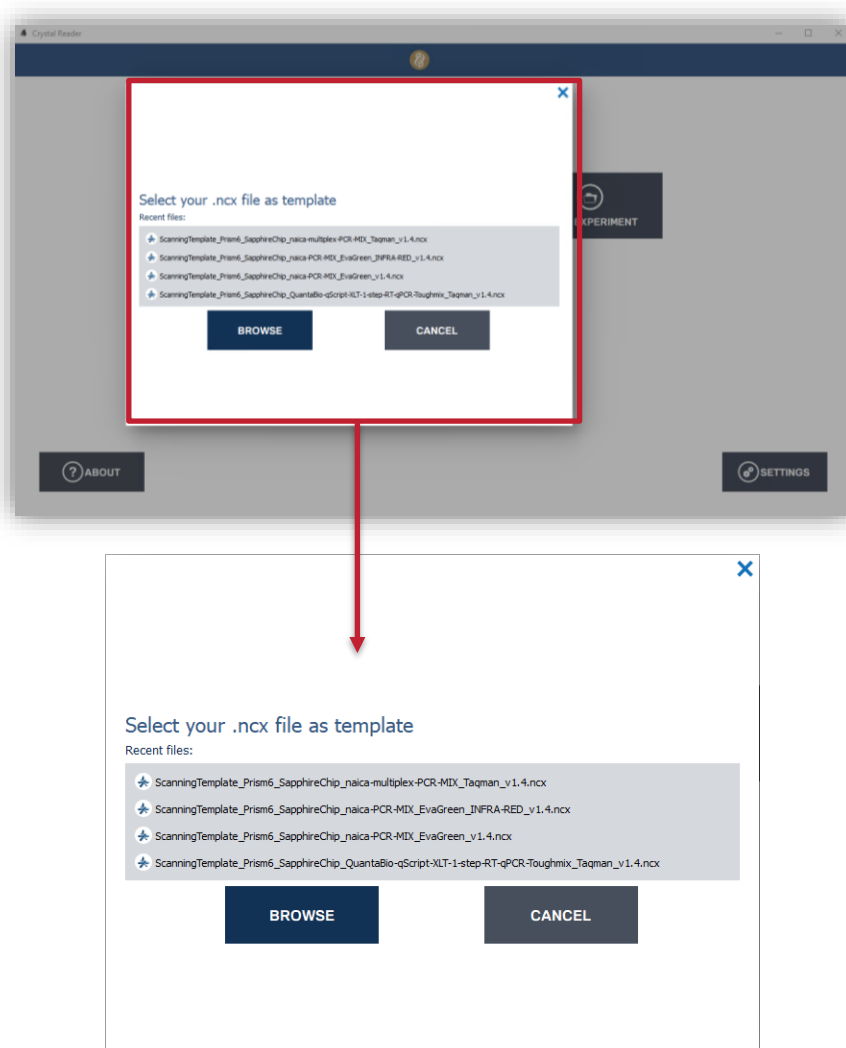 Crystal Reader
Select your .ncx file as template
Recent files:
ScanningTemplate_Prism6_SapphireChip_naica-multiplex-PCR-MIX_Taqman_v1.4.ncx
ScanningTemplate_Prism6_SapphireChip_naica-PCR-MIX_EvaGreen_INFRA-RED_v1.4.ncx
ScanningTemplate_Prism6_SapphireChip_naica-PCR-MIX_EvaGreen_v1.4.ncx
ScanningTemplate_Prism6_SapphireChip_QuantaBio-qScript-XLT-1-step-RT-qPCR-Toughmix_Taqman_v1.4.ncx
BROWSE
CANCEL
EXPERIMENT
ABOUT
SETTINGS
Select your .ncx file as template
Recent files:
ScanningTemplate_Prism6_SapphireChip_naica-multiplex-PCR-MIX_Taqman_v1.4.ncx
ScanningTemplate_Prism6_SapphireChip_naica-PCR-MIX_EvaGreen_INFRA-RED_v1.4.ncx
ScanningTemplate_Prism6_SapphireChip_naica-PCR-MIX_EvaGreen_v1.4.ncx
ScanningTemplate_Prism6_SapphireChip_QuantaBio-qScript-XLT-1-step-RT-qPCR-Toughmix_Taqman_v1.4.ncx
BROWSE
CANCEL